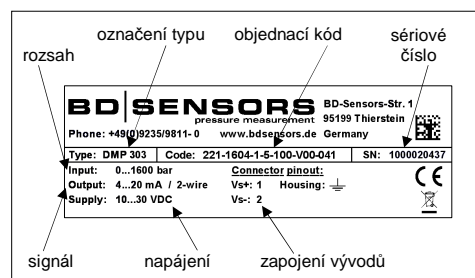 označení typu
objednací kód
sériové
číslo
rozsah
BD SENSORS
pressure measurement
BD-Sensors-Str. 1
95199 Thierstein
Phone: +49(0)9235/9811- 0 www.bdsensors.de Germany
Type: DMP 303 Code: 221-1604-1-5-100-V00-041 SN: 1000020437
Input: 0...1600 bar Connector pinout:
Output: 4...20 mA / 2-wire Vs+: 1 Housing:
Supply: 10...30 VDC Vs-: 2
CE
signál
napájení
zapojení vývodů